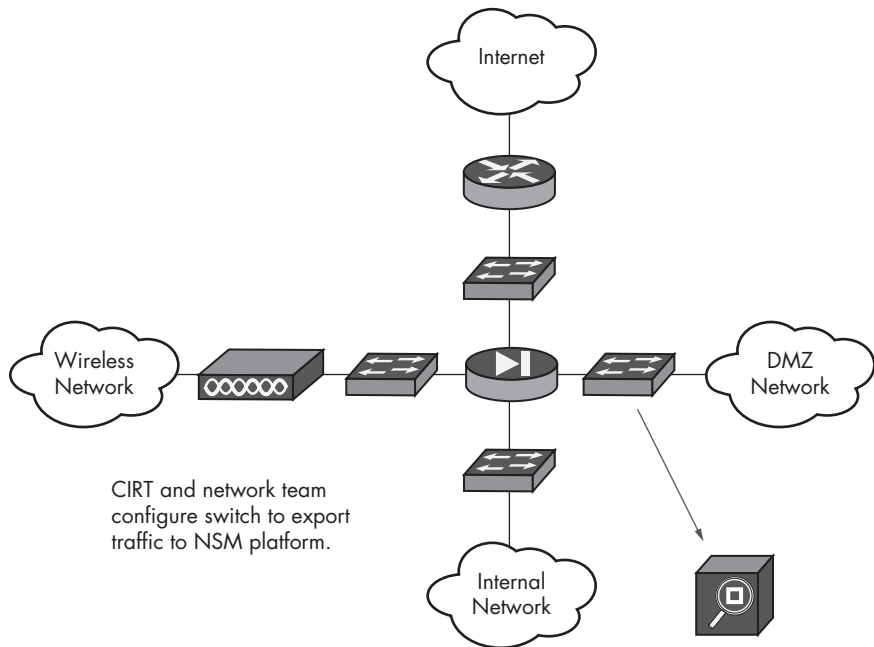 Internet
Wireless
Network
DMZ
Network
CIRT and network team
configure switch to export
traffic to NSM platform.
Internal
Network